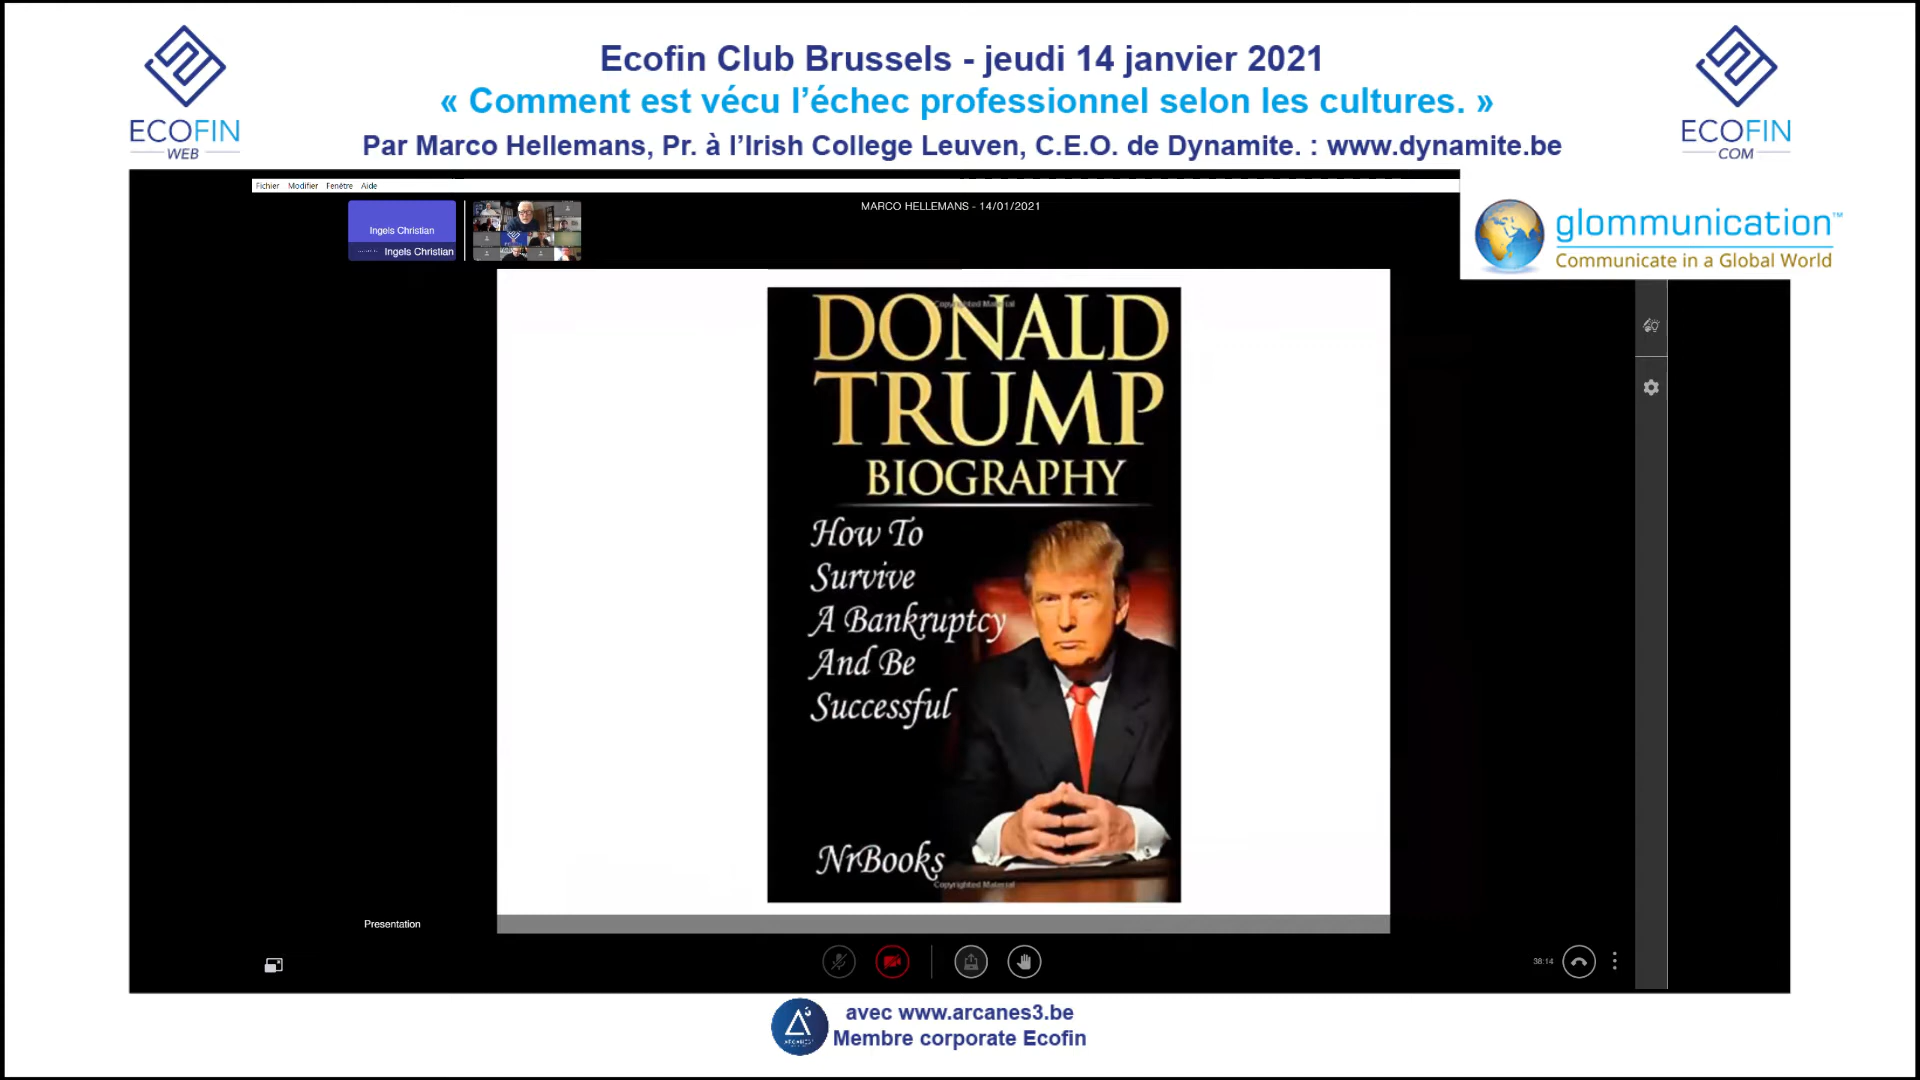 Ecofin Club Brussels - jeudi 14 janvier 2021
« Comment est vécu l’échec professionnel selon les cultures. »
Par Marco Hellemans, Pr. à l’Irish College Leuven, C.E.O. de Dynamite. : www.dynamite.be
ECOFIN
WEB
ECOFIN
COM
Fichier Modifier Fenêtre Aide
Ingels Christian
Ingels Christian
MARCO HELLEMANS - 14/01/2021
glommunication™
Communicate in a Global World
Copyrighted Material
DONALD
TRUMP
BIOGRAPHY
How To
Survive
A Bankruptcy
And Be
Successful
NrBooks
Copyrighted Material
Presentation
38:14
avec www.arcanes3.be
Membre corporate Ecofin